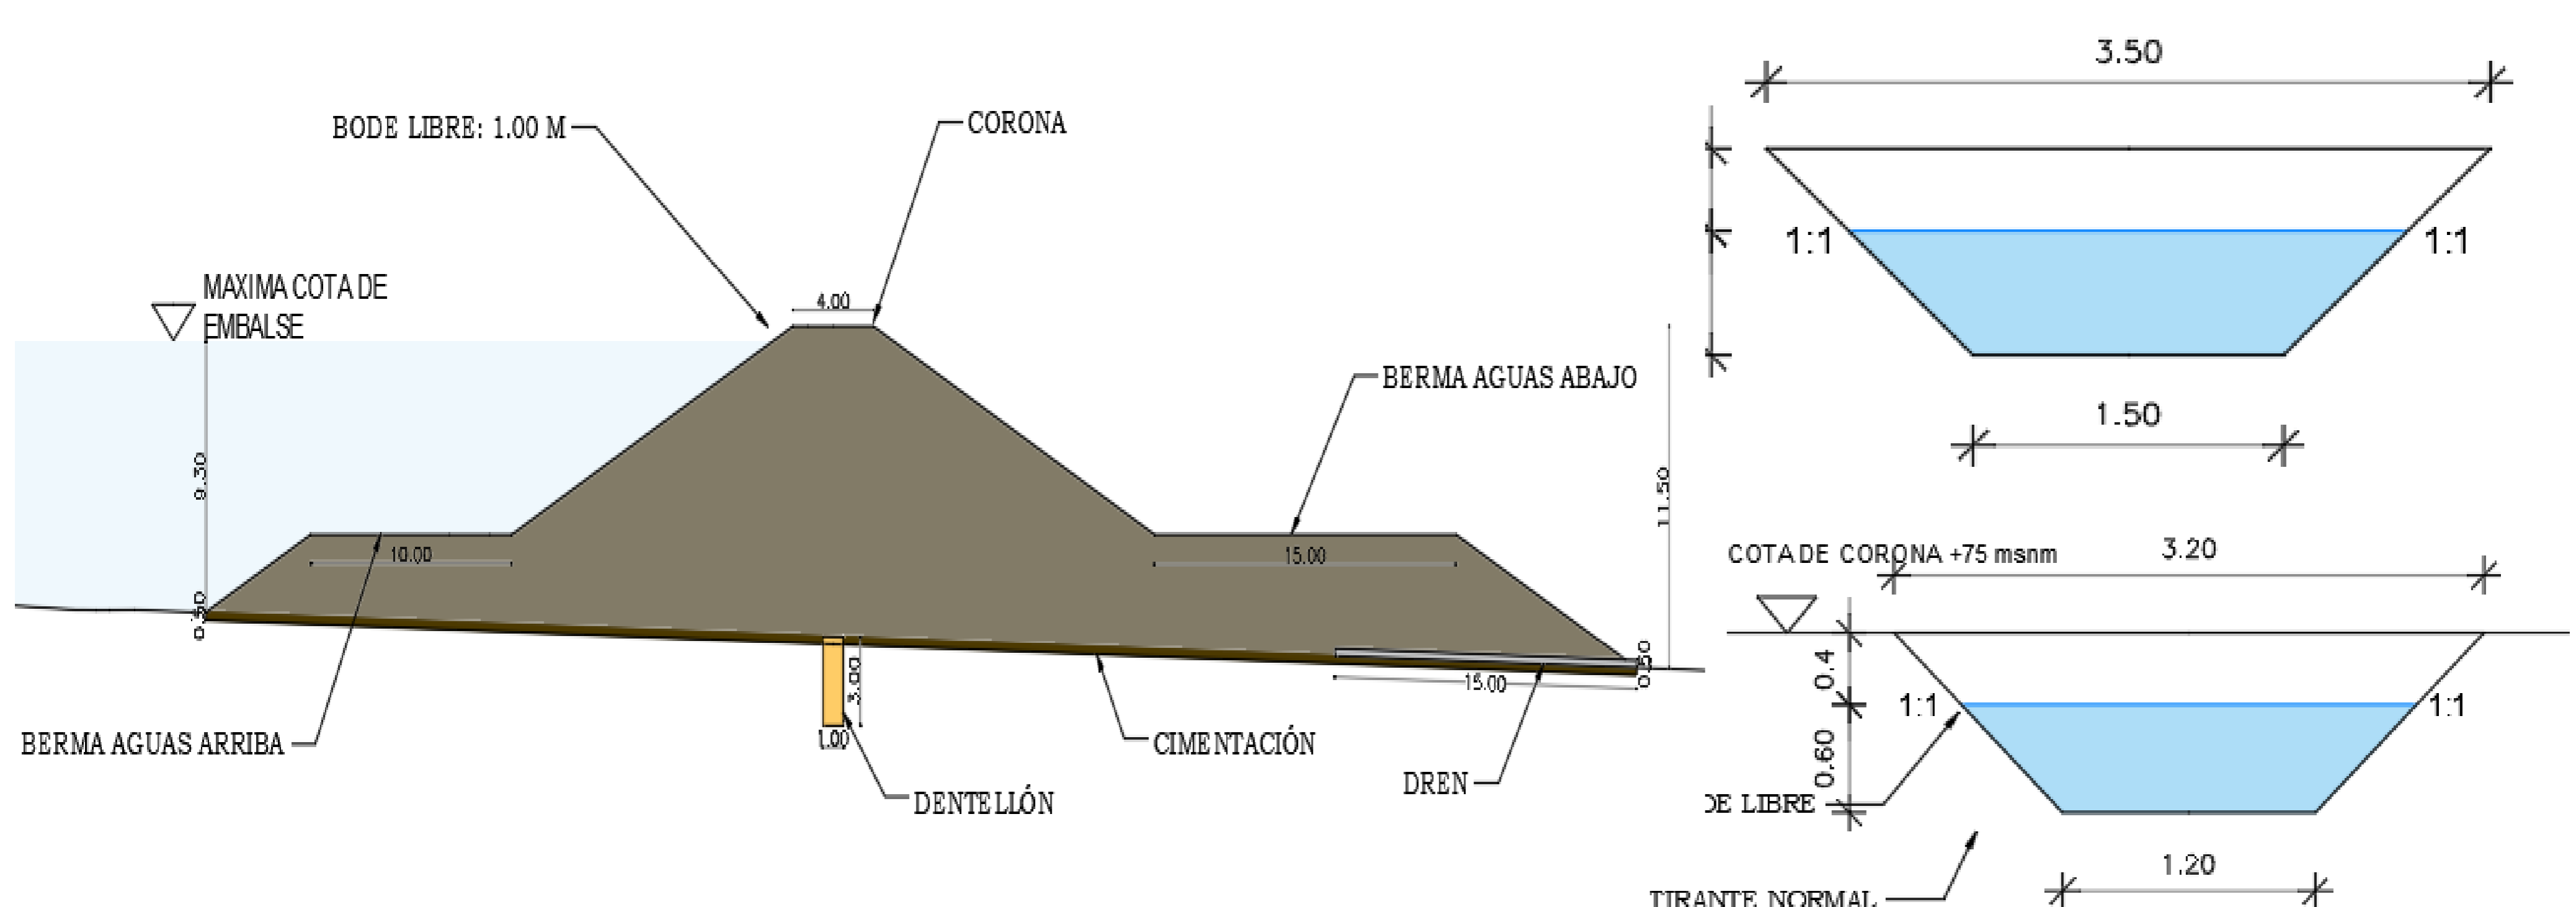 BODE LIBRE: 1.00 M
CORONA
MAXIMA COTA DE
EMBALSE
4.00
BERMA AGUAS ABAJO
9.30
11.50
10.00
15.00
0.50
0.50
3.00
15.00
1.00
BERMA AGUAS ARRIBA
CIMENTACIÓN
DREN
DENTELLÓN
3.50
1:1
1:1
1.50
COTA DE CORONA +75 msnm
3.20
0.4
1:1
1:1
0.60
DE LIBRE
1.20
TIRANTE NORMAL